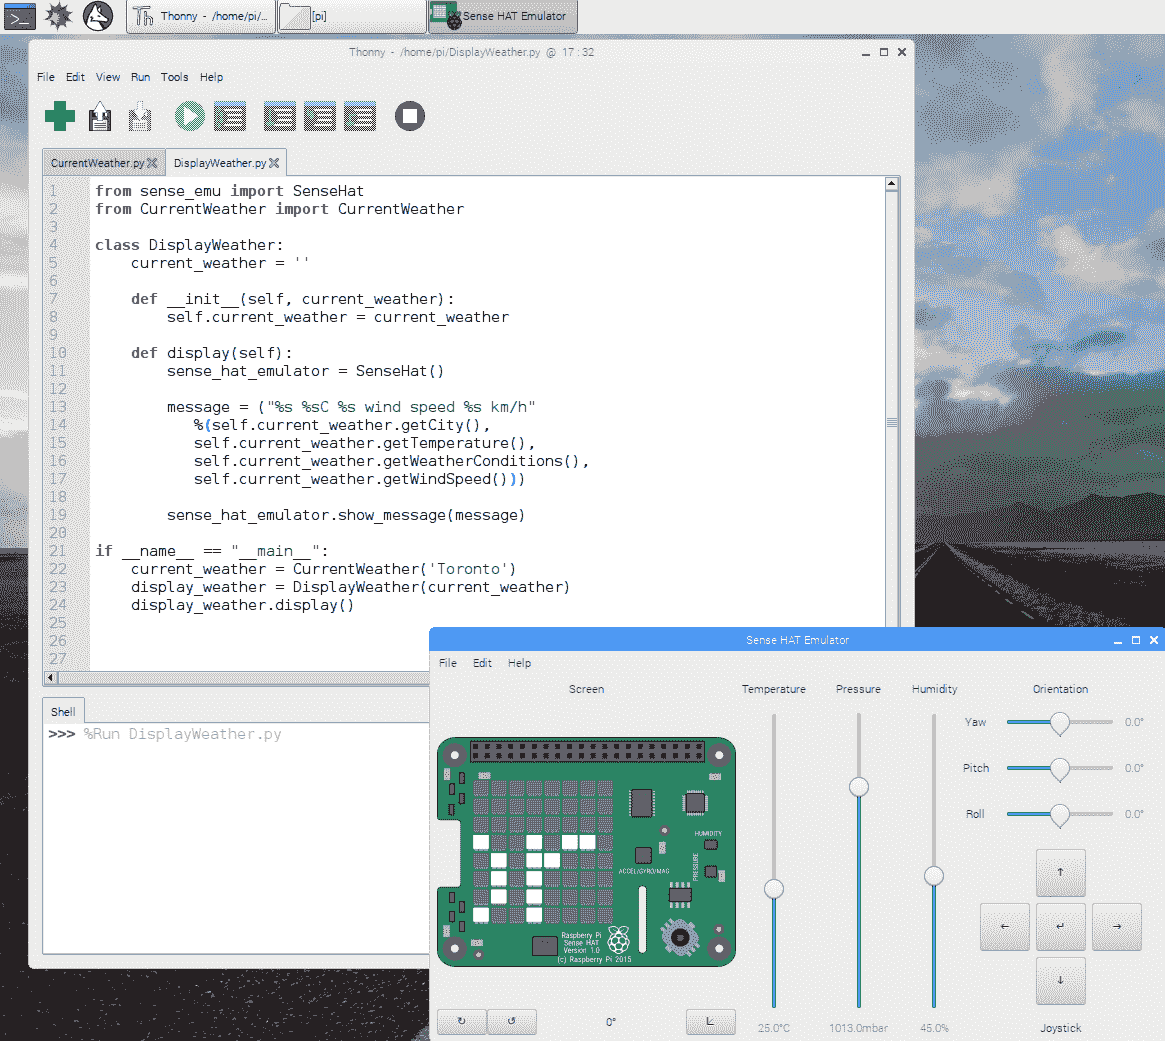 Thonny - /home/pi/...
[pi]
Sense HAT Emulator
Thonny - /home/pi/DisplayWeather.py @ 17 : 32
File Edit View Run Tools Help
CurrentWeather.py DisplayWeather.py
1 from sense_emu import SenseHat
2 from CurrentWeather import CurrentWeather
3
4 class DisplayWeather:
5 current_weather = ''
6
7 def __init__(self, current_weather):
8 self.current_weather = current_weather
9
10 def display(self):
11 sense_hat_emulator = SenseHat()
12
13 message = ("%s %sC %s wind speed %s km/h"
14 %(self.current_weather.getCity(),
15 self.current_weather.getTemperature(),
16 self.current_weather.getWeatherConditions(),
17 self.current_weather.getWindSpeed()))
18
19 sense_hat_emulator.show_message(message)
20
21 if __name__ == "__main__":
22 current_weather = CurrentWeather('Toronto')
23 display_weather = DisplayWeather(current_weather)
24 display_weather.display()
25
26
27
Shell
>>> %Run DisplayWeather.py
Sense HAT Emulator
File Edit Help
Screen Temperature Pressure Humidity Orientation
Yaw 0.0°
Pitch 0.0°
Roll 0.0°
HUMIDITY
PRESSURE
ACCEL/GYRO/MAG
Raspberry Pi
Sense HAT
Version 1.0
(c) Raspberry Pi 2015
0°
25.0°C 1013.0mbar 45.0% Joystick